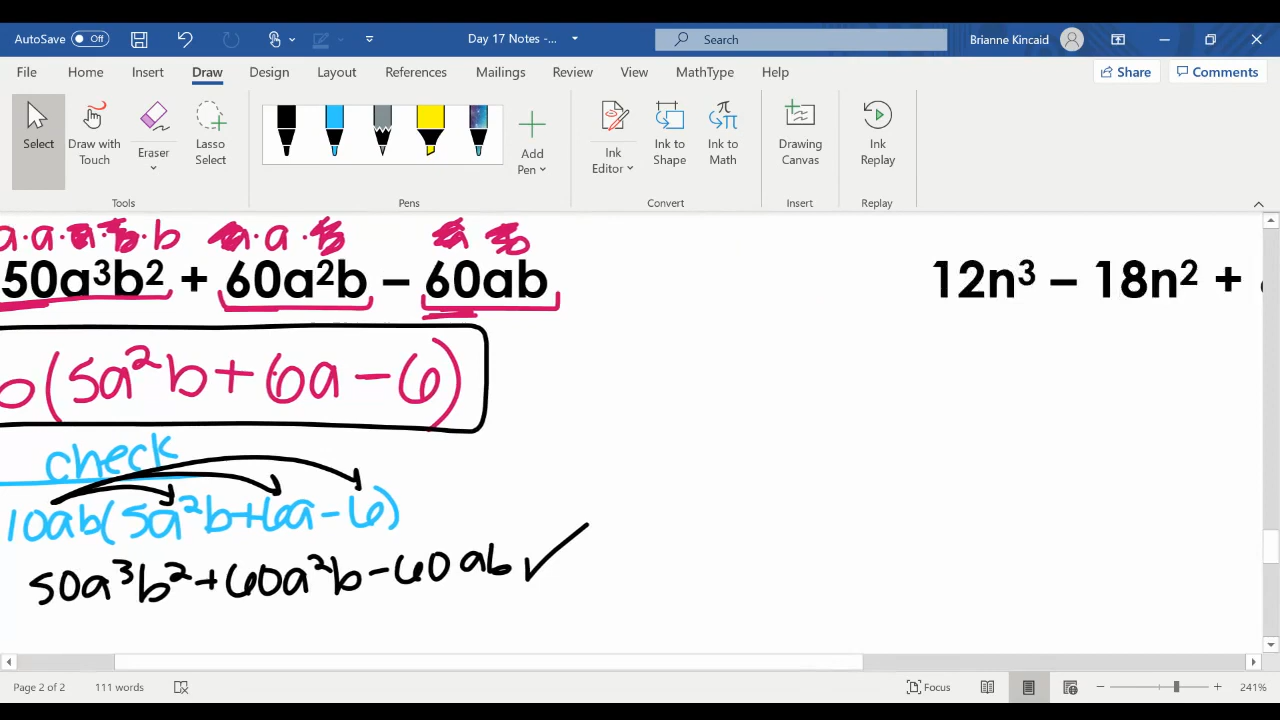 AutoSave Off Day 17 Notes -... Search Brianne Kincaid
File Home Insert Draw Design Layout References Mailings Review View MathType Help Share Comments
Select Draw with Touch Eraser Lasso Select Add Pen Ink Editor Ink to Shape Ink to Math Drawing Canvas Ink Replay
Tools Pens Convert Insert Replay
a·a·a·b·b a·a·b a b
50a³b² + 60a²b – 60ab 12n³ – 18n² +
b(5a²b+6a-6)
check
10ab(5a²b+6a-6)
50a³b²+60a²b-60ab ✓
Page 2 of 2 111 words Focus 241%